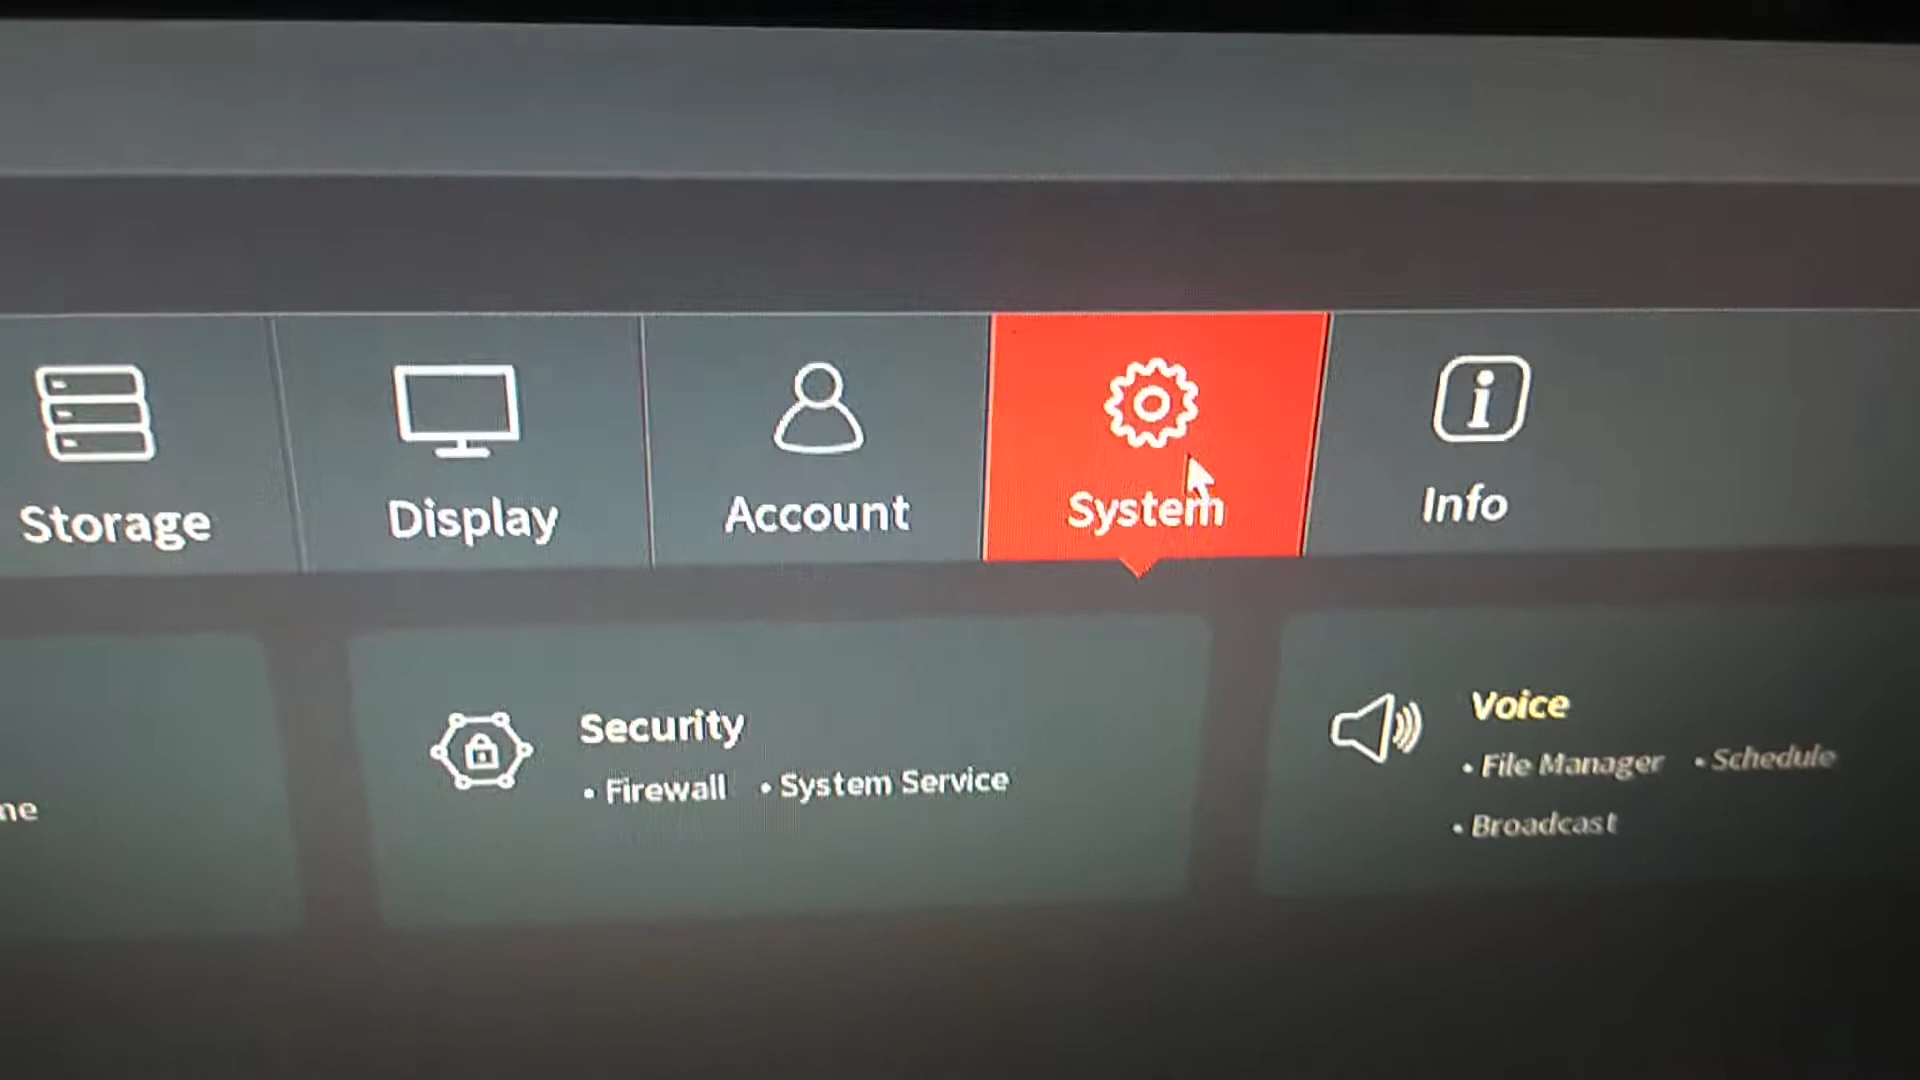 Storage Display Account System Info
Security
• Firewall • System Service
Voice
• File Manager • Schedule
• Broadcast